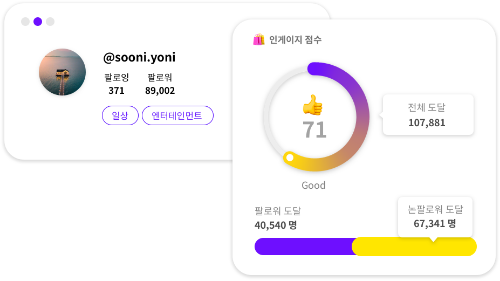 @sooni.yoni
팔로잉 팔로워
371 89,002
일상 엔터테인먼트
인게이지 점수
71
Good
전체 도달
107,881
팔로워 도달
40,540 명
논팔로워 도달
67,341 명